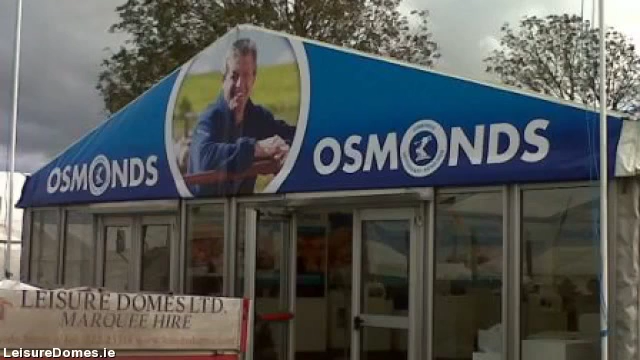 OSMONDS
OSMONDS
LEISURE DOMES LTD.
MARQUEE HIRE
LeisureDomes.ie